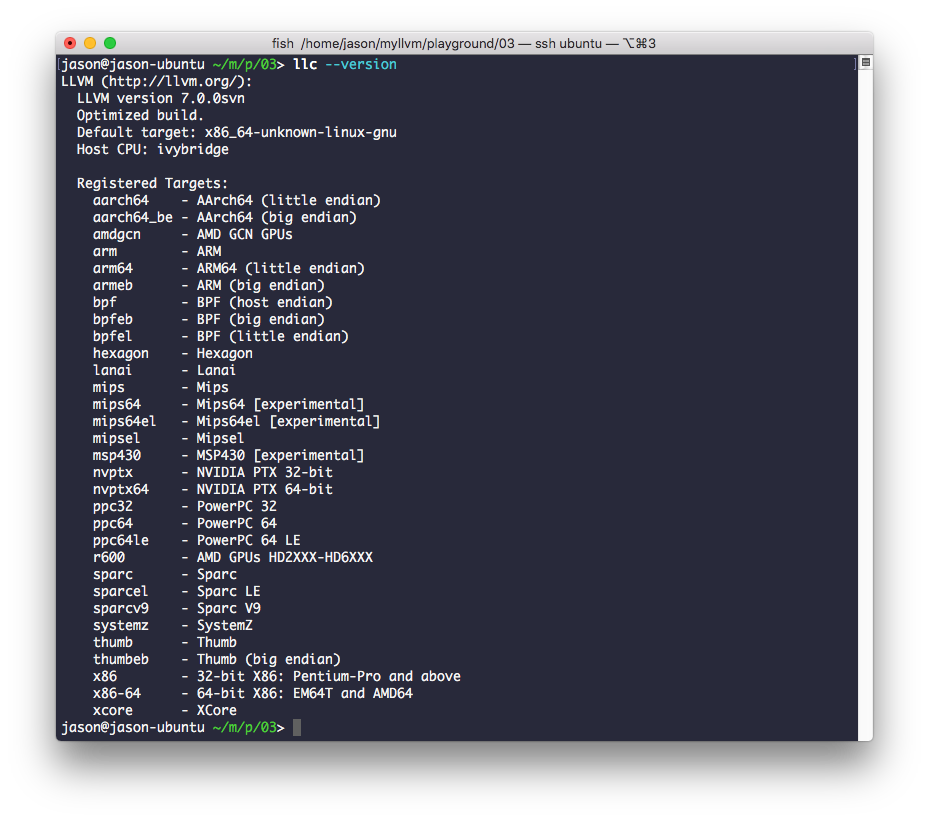 fish /home/jason/myllvm/playground/03 — ssh ubuntu — ⌥⌘3
[jason@jason-ubuntu ~/m/p/03> llc --version ]
LLVM (http://llvm.org/):
  LLVM version 7.0.0svn
  Optimized build.
  Default target: x86_64-unknown-linux-gnu
  Host CPU: ivybridge

  Registered Targets:
    aarch64    - AArch64 (little endian)
    aarch64_be - AArch64 (big endian)
    amdgcn     - AMD GCN GPUs
    arm        - ARM
    arm64      - ARM64 (little endian)
    armeb      - ARM (big endian)
    bpf        - BPF (host endian)
    bpfeb      - BPF (big endian)
    bpfel      - BPF (little endian)
    hexagon    - Hexagon
    lanai      - Lanai
    mips       - Mips
    mips64     - Mips64 [experimental]
    mips64el   - Mips64el [experimental]
    mipsel     - Mipsel
    msp430     - MSP430 [experimental]
    nvptx      - NVIDIA PTX 32-bit
    nvptx64    - NVIDIA PTX 64-bit
    ppc32      - PowerPC 32
    ppc64      - PowerPC 64
    ppc64le    - PowerPC 64 LE
    r600       - AMD GPUs HD2XXX-HD6XXX
    sparc      - Sparc
    sparcel    - Sparc LE
    sparcv9    - Sparc V9
    systemz    - SystemZ
    thumb      - Thumb
    thumbeb    - Thumb (big endian)
    x86        - 32-bit X86: Pentium-Pro and above
    x86-64     - 64-bit X86: EM64T and AMD64
    xcore      - XCore
jason@jason-ubuntu ~/m/p/03>